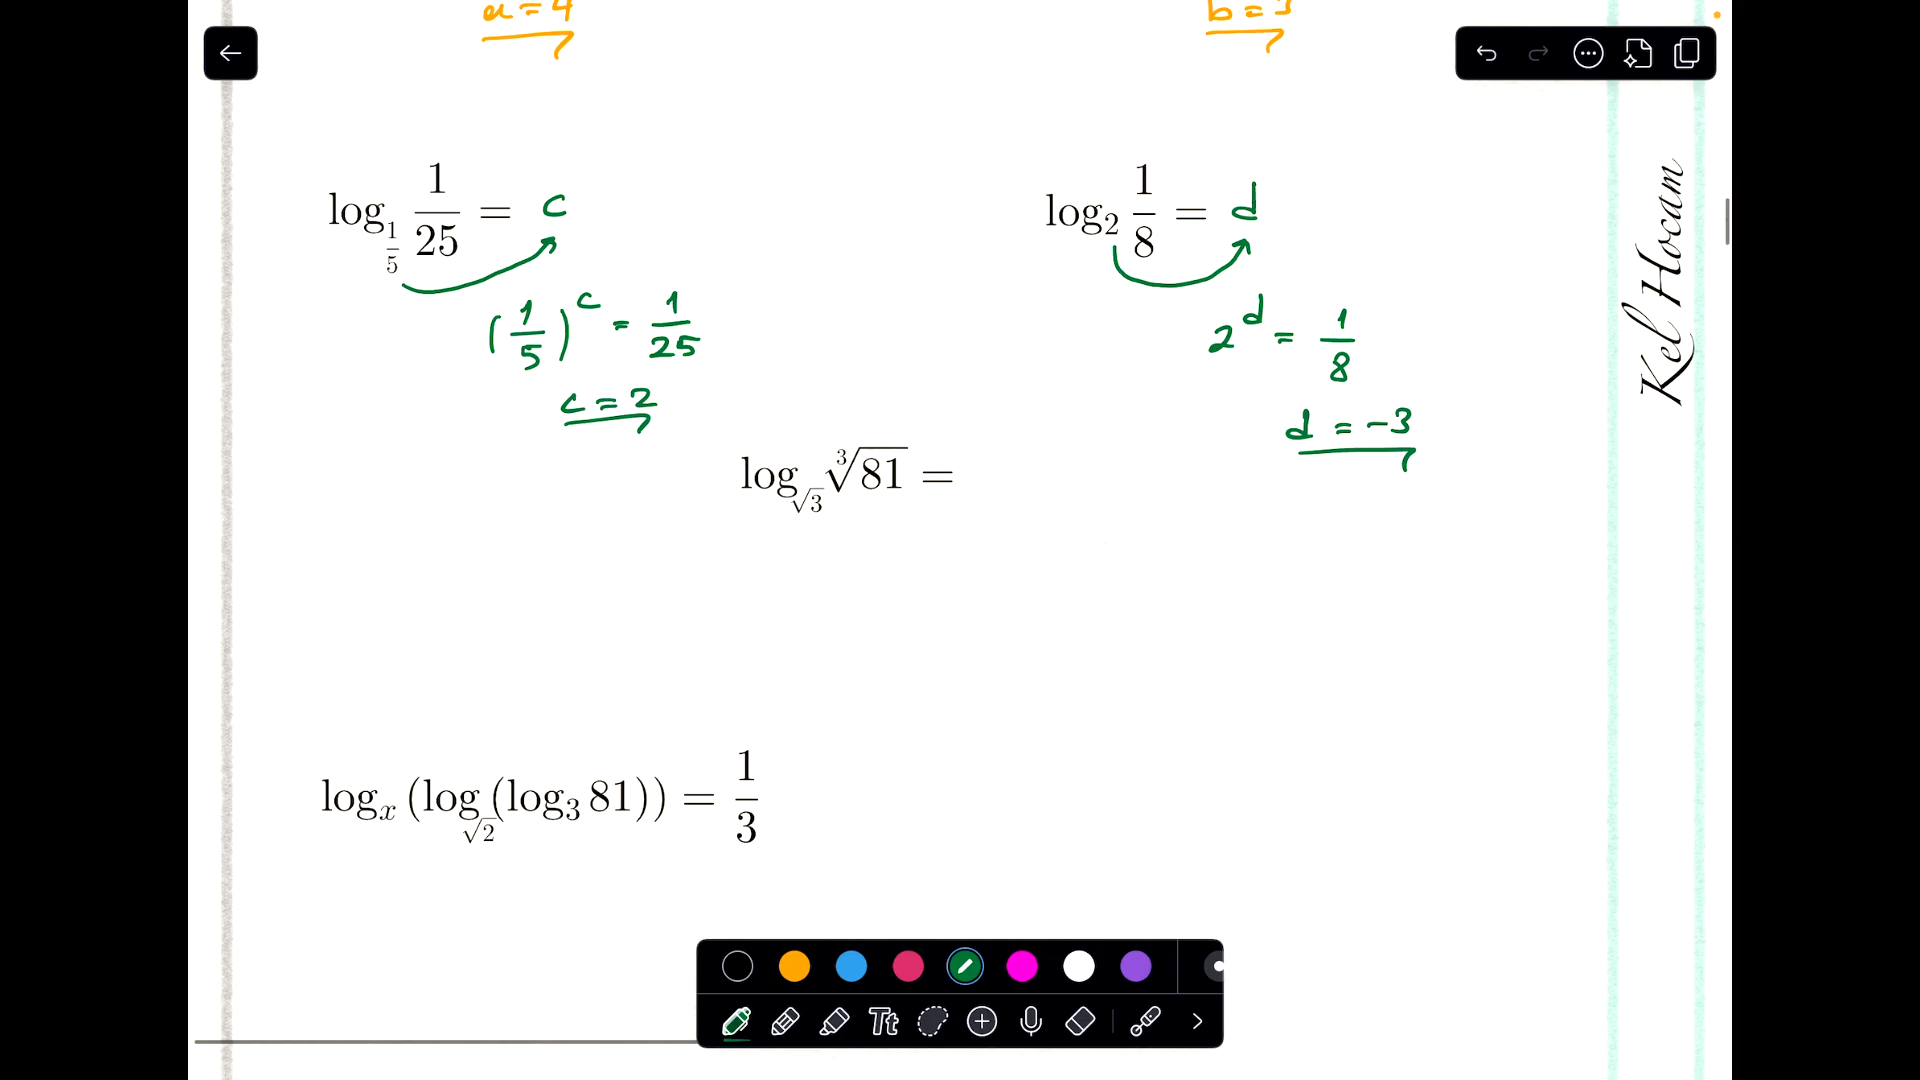 a = 4
b = 3
log_{1/5} 1/25 = c
(1/5)^c = 1/25
c = 2
log_2 1/8 = d
2^d = 1/8
d = -3
log_{√3} ∛81 =
log_x (log_{√2} (log_3 81)) = 1/3
Kel Hocam
Tt